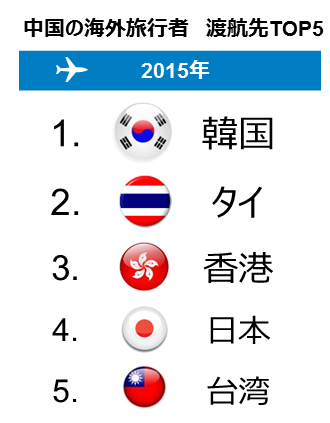 中国の海外旅行者 渡航先TOP5
2015年
1. 韓国
2. タイ
3. 香港
4. 日本
5. 台湾